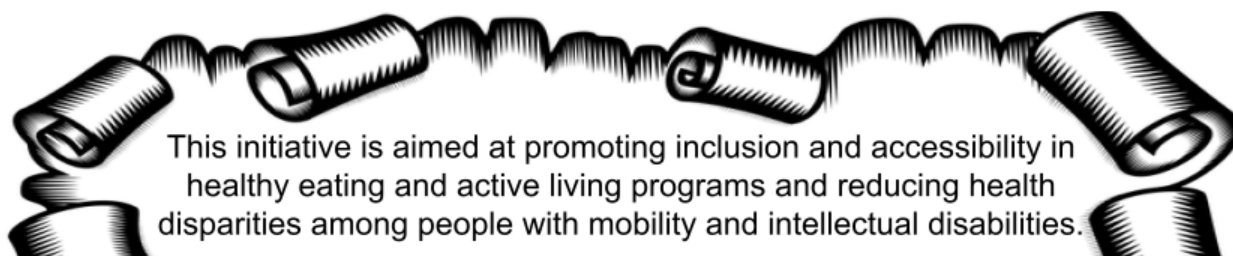 This initiative is aimed at promoting inclusion and accessibility in
healthy eating and active living programs and reducing health
disparities among people with mobility and intellectual disabilities.